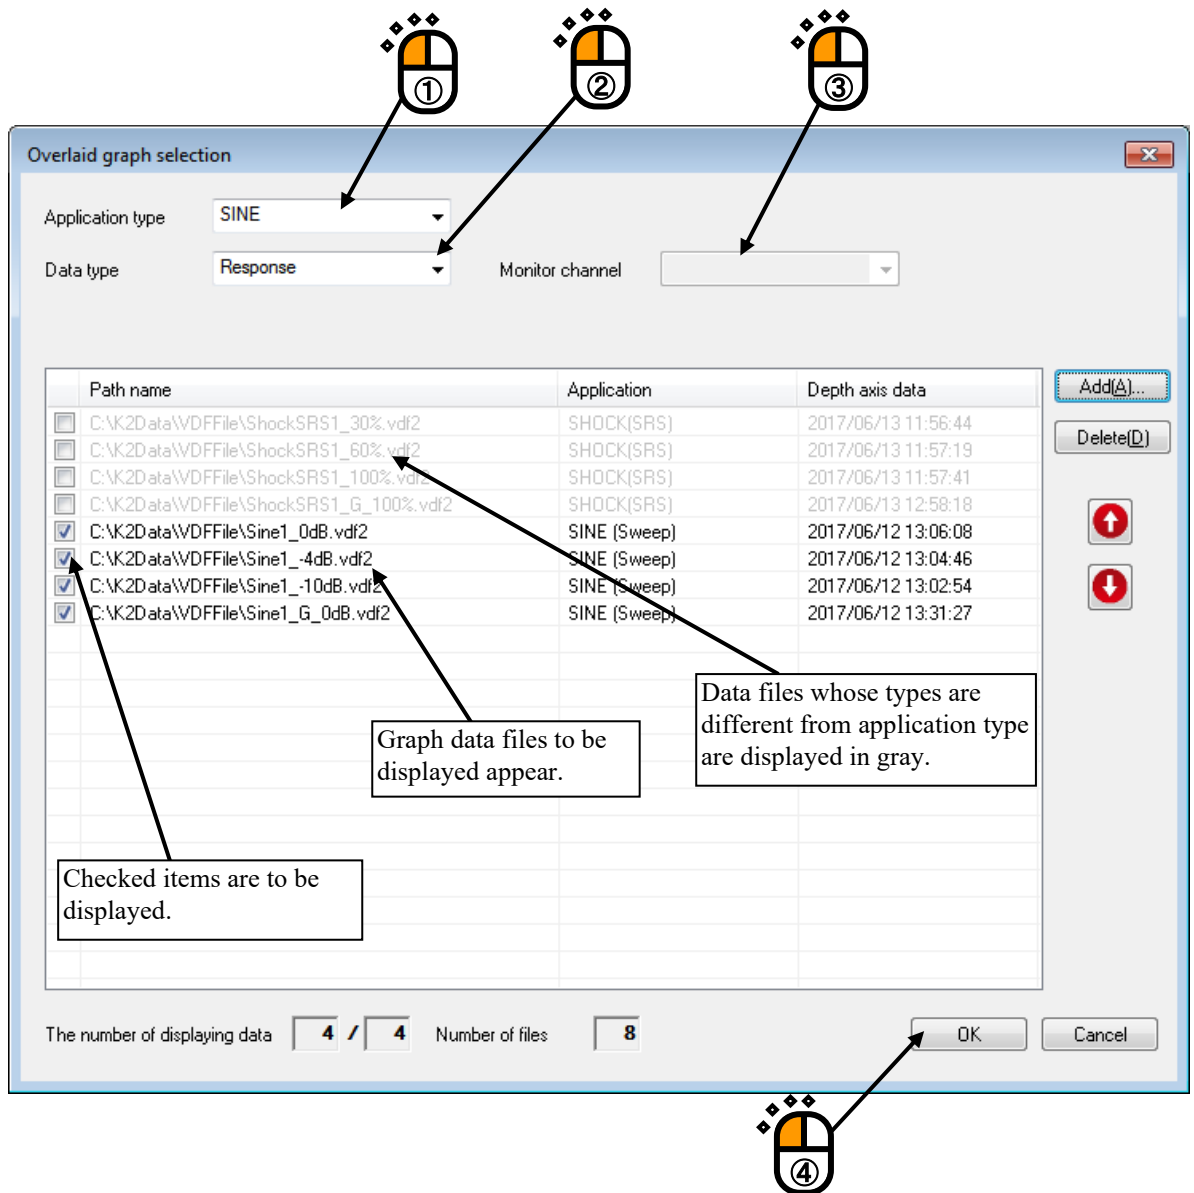 ①
②
③
Overlaid graph selection
Application type SINE
Data type Response Monitor channel
Path name Application Depth axis data
Add(A)...
C:\K2Data\VDFFile\ShockSRS1_30%.vdf2 SHOCK(SRS) 2017/06/13 11:56:44
Delete(D)
C:\K2Data\VDFFile\ShockSRS1_60%.vdf2 SHOCK(SRS) 2017/06/13 11:57:19
C:\K2Data\VDFFile\ShockSRS1_100%.vdf2 SHOCK(SRS) 2017/06/13 11:57:41
C:\K2Data\VDFFile\ShockSRS1_G_100%.vdf2 SHOCK(SRS) 2017/06/13 12:58:18
C:\K2Data\VDFFile\Sine1_0dB.vdf2 SINE (Sweep) 2017/06/12 13:06:08
C:\K2Data\VDFFile\Sine1_-4dB.vdf2 SINE (Sweep) 2017/06/12 13:04:46
C:\K2Data\VDFFile\Sine1_-10dB.vdf2 SINE (Sweep) 2017/06/12 13:02:54
C:\K2Data\VDFFile\Sine1_G_0dB.vdf2 SINE (Sweep) 2017/06/12 13:31:27
Data files whose types are
different from application type
are displayed in gray.
Graph data files to be
displayed appear.
Checked items are to be
displayed.
The number of displaying data 4 / 4 Number of files 8 OK Cancel
④